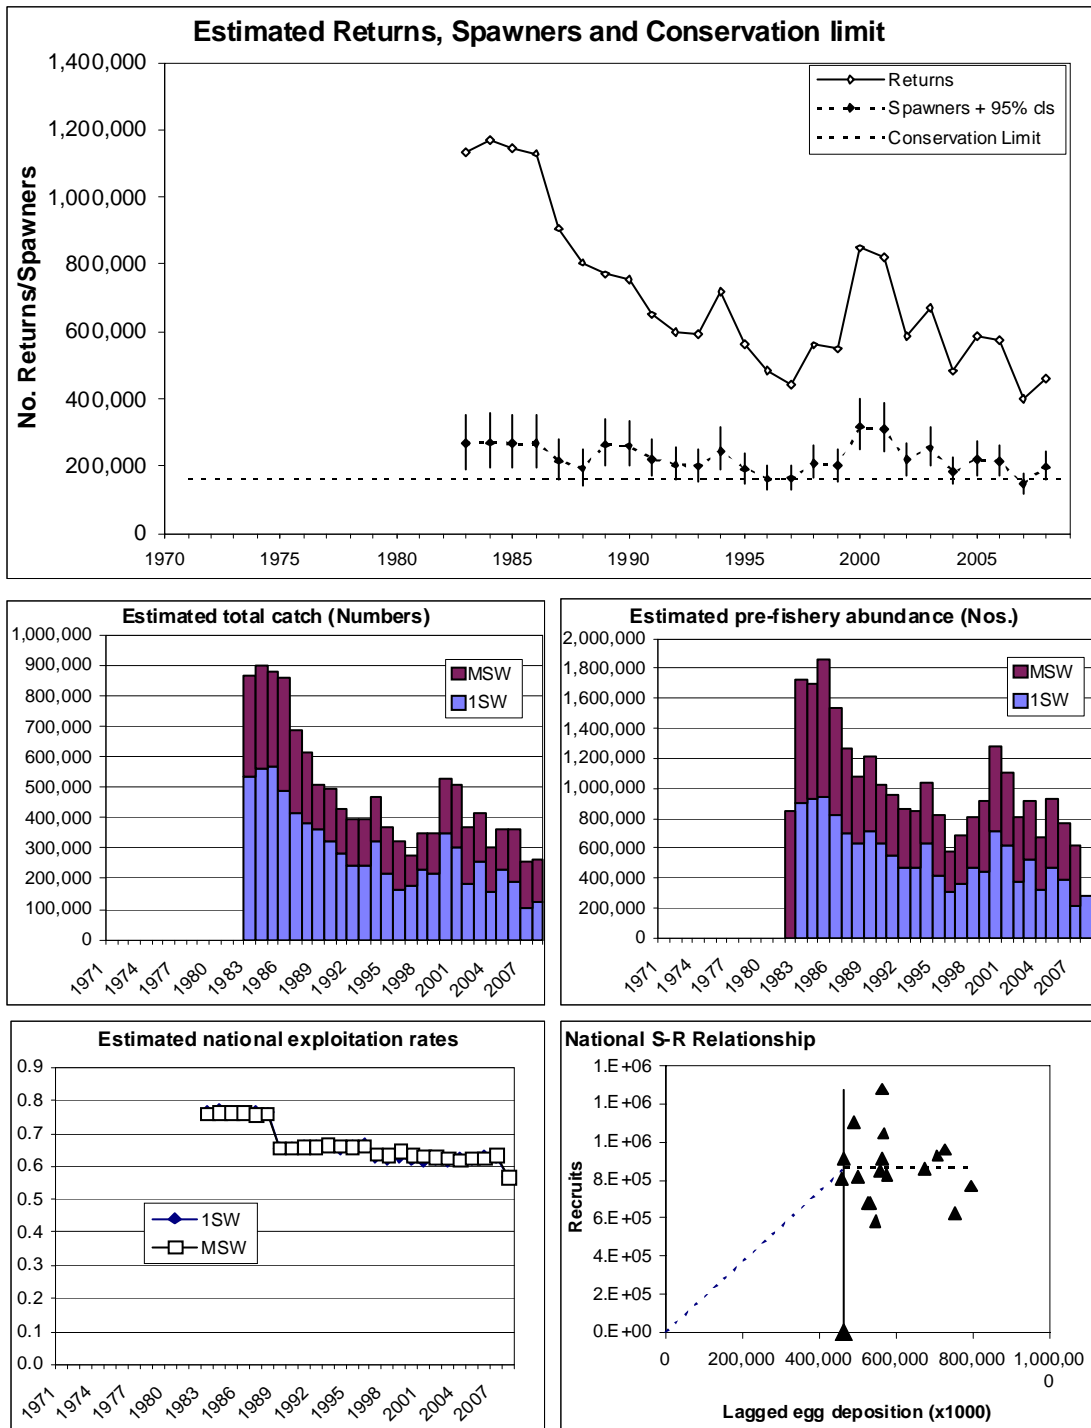 Estimated Returns, Spawners and Conservation limit
No. Returns/Spawners
1,400,000
1,200,000
1,000,000
800,000
600,000
400,000
200,000
0
Returns
Spawners + 95% cls
Conservation Limit
1970 1975 1980 1985 1990 1995 2000 2005
Estimated total catch (Numbers)
1,000,000
900,000
800,000
700,000
600,000
500,000
400,000
300,000
200,000
100,000
0
MSW
1SW
1971 1974 1977 1980 1983 1986 1989 1992 1995 1998 2001 2004 2007
Estimated pre-fishery abundance (Nos.)
2,000,000
1,800,000
1,600,000
1,400,000
1,200,000
1,000,000
800,000
600,000
400,000
200,000
0
MSW
1SW
1971 1974 1977 1980 1983 1986 1989 1992 1995 1998 2001 2004 2007
Estimated national exploitation rates
0.9
0.8
0.7
0.6
0.5
0.4
0.3
0.2
0.1
0.0
1SW
MSW
1971 1974 1977 1980 1983 1986 1989 1992 1995 1998 2001 2004 2007
National S-R Relationship
Recruits
1.E+06
1.E+06
1.E+06
8.E+05
6.E+05
4.E+05
2.E+05
0.E+00
0 200,000 400,000 600,000 800,000 1,000,0
00
Lagged egg deposition (x1000)